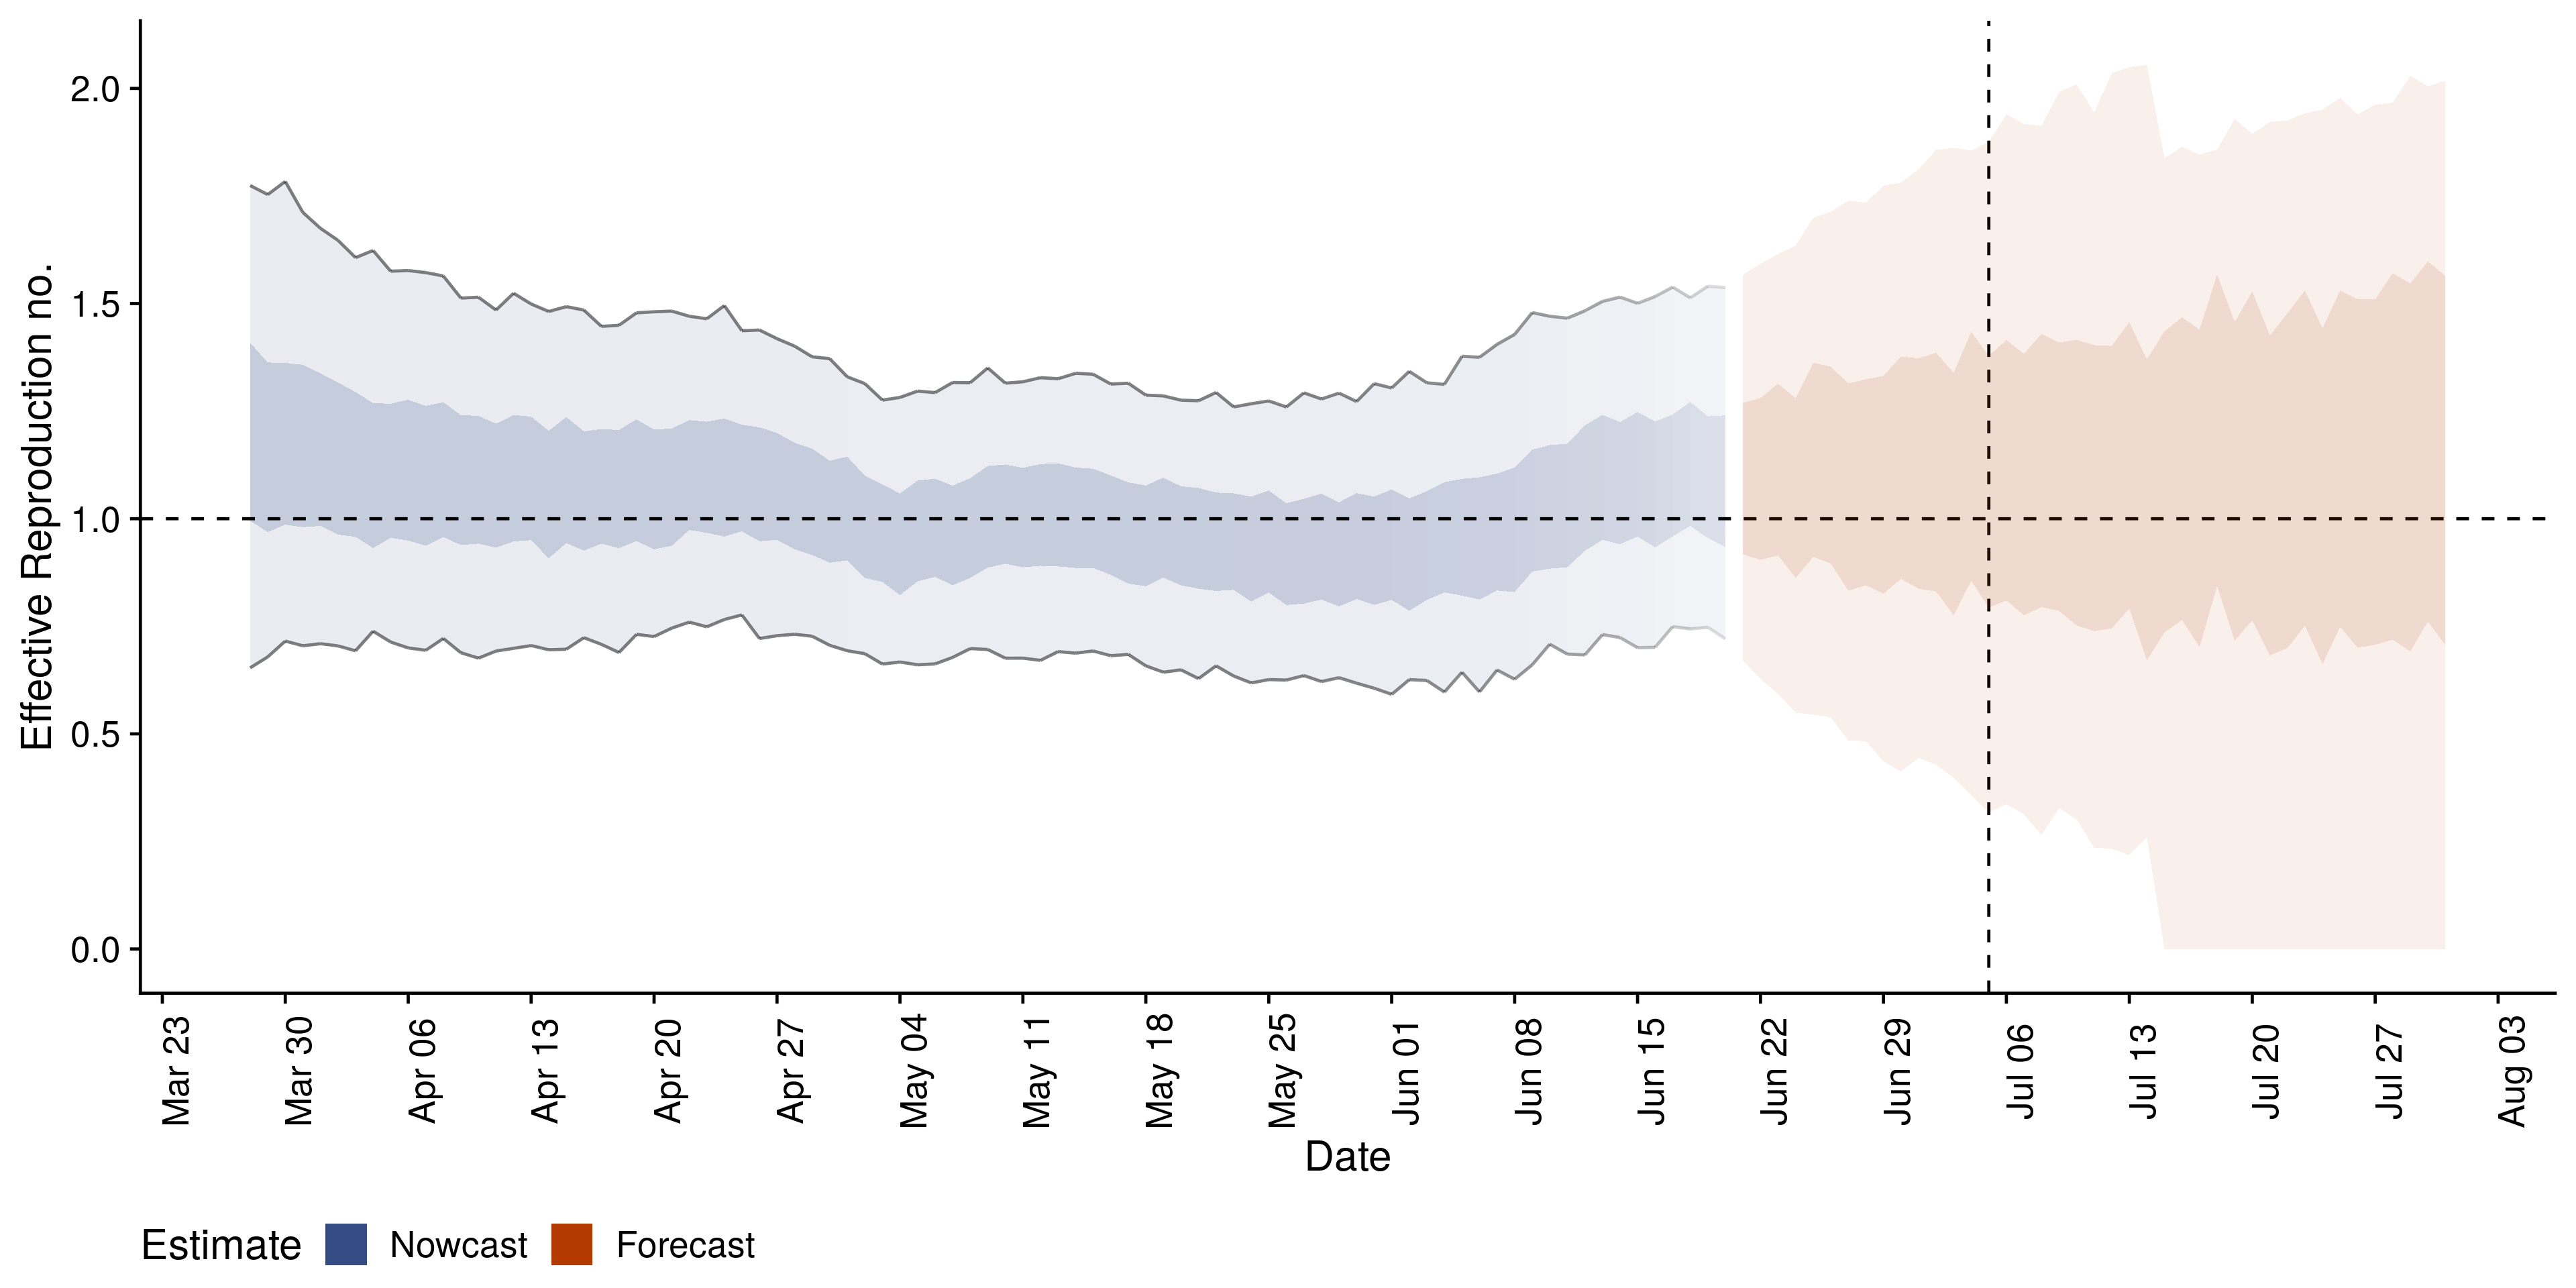 Effective Reproduction no.
2.0
1.5
1.0
0.5
0.0
Mar 23
Mar 30
Apr 06
Apr 13
Apr 20
Apr 27
May 04
May 11
May 18
May 25
Jun 01
Jun 08
Jun 15
Jun 22
Jun 29
Jul 06
Jul 13
Jul 20
Jul 27
Aug 03
Date
Estimate Nowcast Forecast